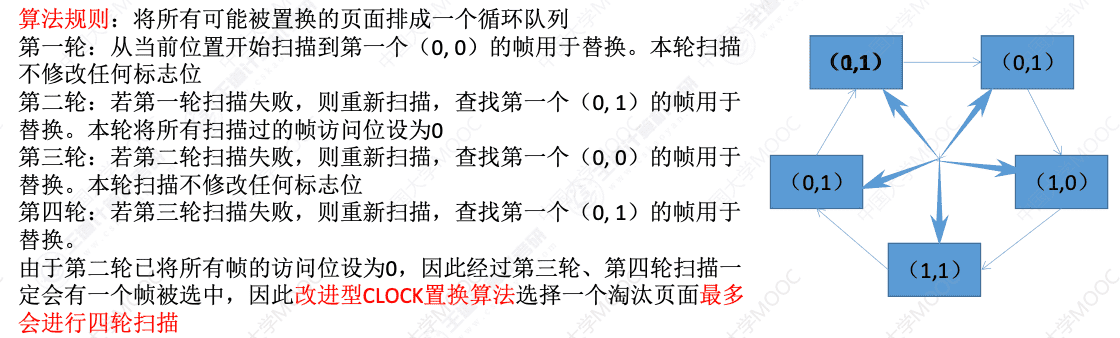 算法规则：将所有可能被置换的页面排成一个循环队列
第一轮：从当前位置开始扫描到第一个（0, 0）的帧用于替换。本轮扫描
不修改任何标志位
第二轮：若第一轮扫描失败，则重新扫描，查找第一个（0, 1）的帧用于
替换。本轮将所有扫描过的帧访问位设为0
第三轮：若第二轮扫描失败，则重新扫描，查找第一个（0, 0）的帧用于
替换。本轮扫描不修改任何标志位
第四轮：若第三轮扫描失败，则重新扫描，查找第一个（0, 1）的帧用于
替换。
由于第二轮已将所有帧的访问位设为0，因此经过第三轮、第四轮扫描一
定会有一个帧被选中，因此改进型CLOCK置换算法选择一个淘汰页面最多
会进行四轮扫描
（0,1）
（0,1）
（1,0）
（1,1）